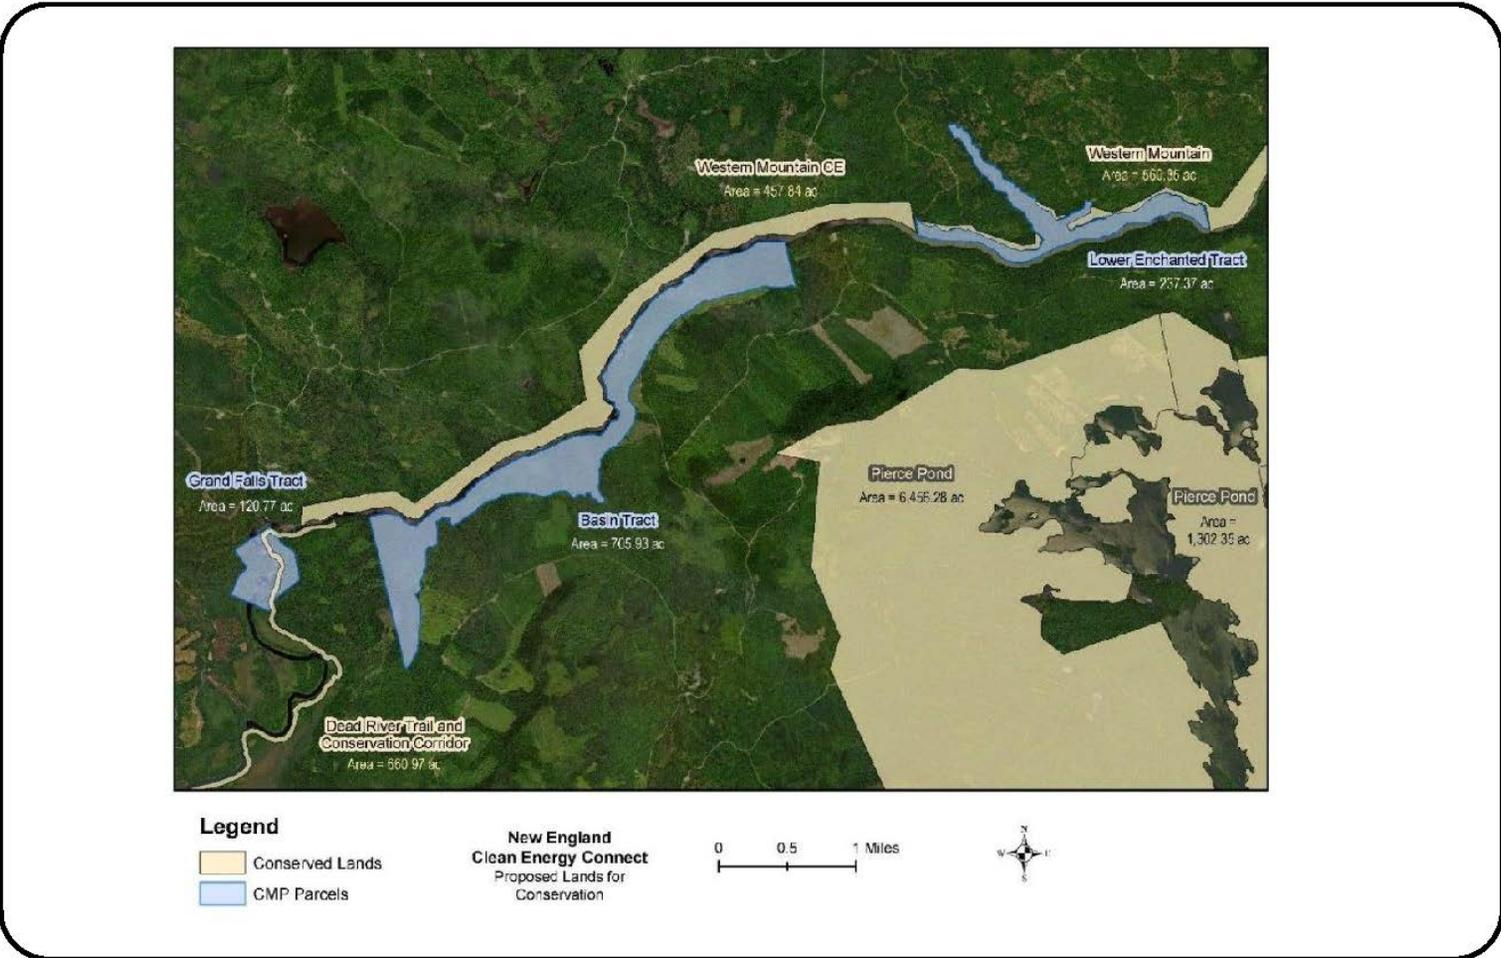 Western Mountain CE
Area = 457.84 ac
Western Mountain
Area = 560.35 ac
Lower Enchanted Tract
Area = 237.37 ac
Grand Falls Tract
Area = 120.77 ac
Basin Tract
Area = 705.93 ac
Pierce Pond
Area = 6,456.28 ac
Pierce Pond
Area =
1,302.35 ac
Dead River Trail and
Conservation Corridor
Area = 660.97 ac
Legend
Conserved Lands
CMP Parcels
New England
Clean Energy Connect
Proposed Lands for
Conservation
0 0.5 1 Miles
N
W E
S